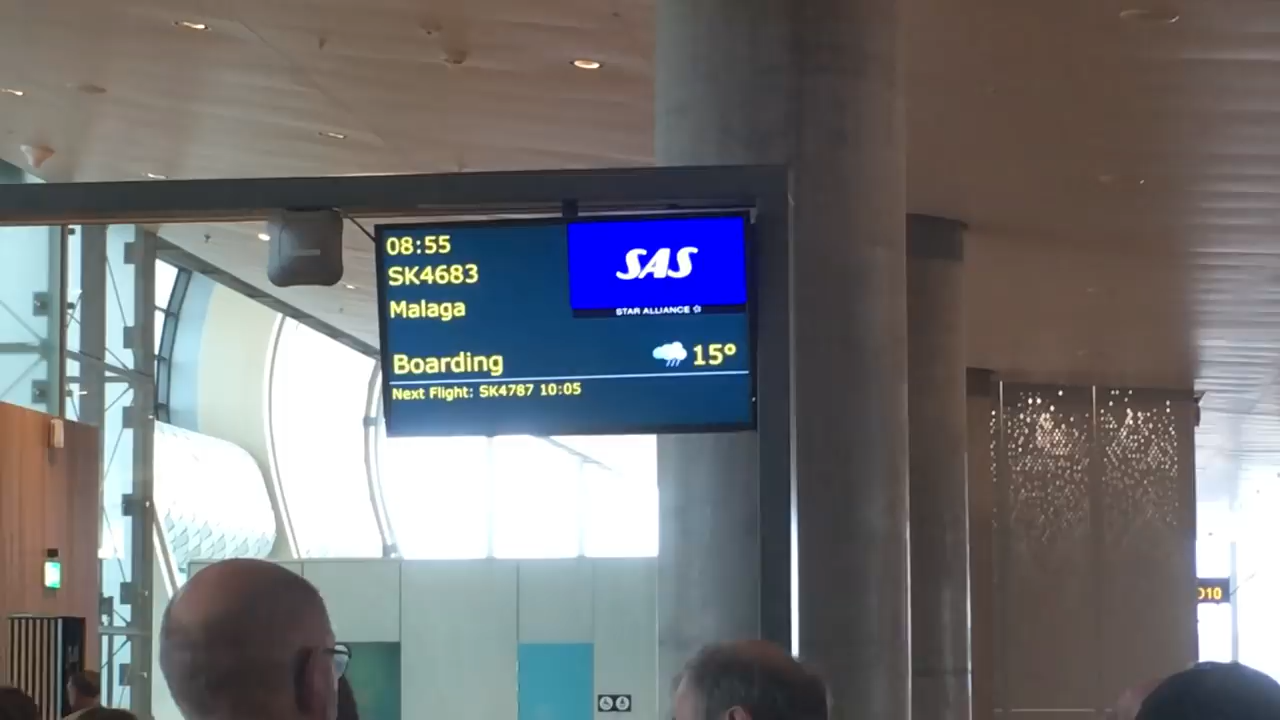 08:55
SK4683
Malaga
SAS
STAR ALLIANCE
Boarding
15°
Next Flight: SK4787 10:05
D10